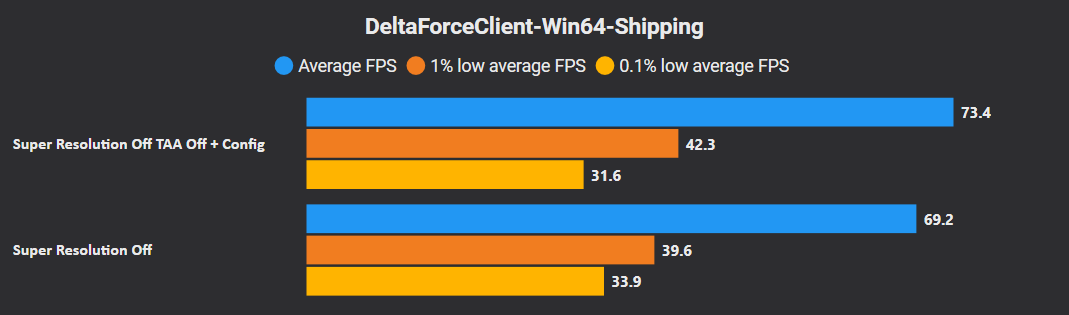 DeltaForceClient-Win64-Shipping
Average FPS 1% low average FPS 0.1% low average FPS
73.4
Super Resolution Off TAA Off + Config
42.3
31.6
69.2
Super Resolution Off
39.6
33.9